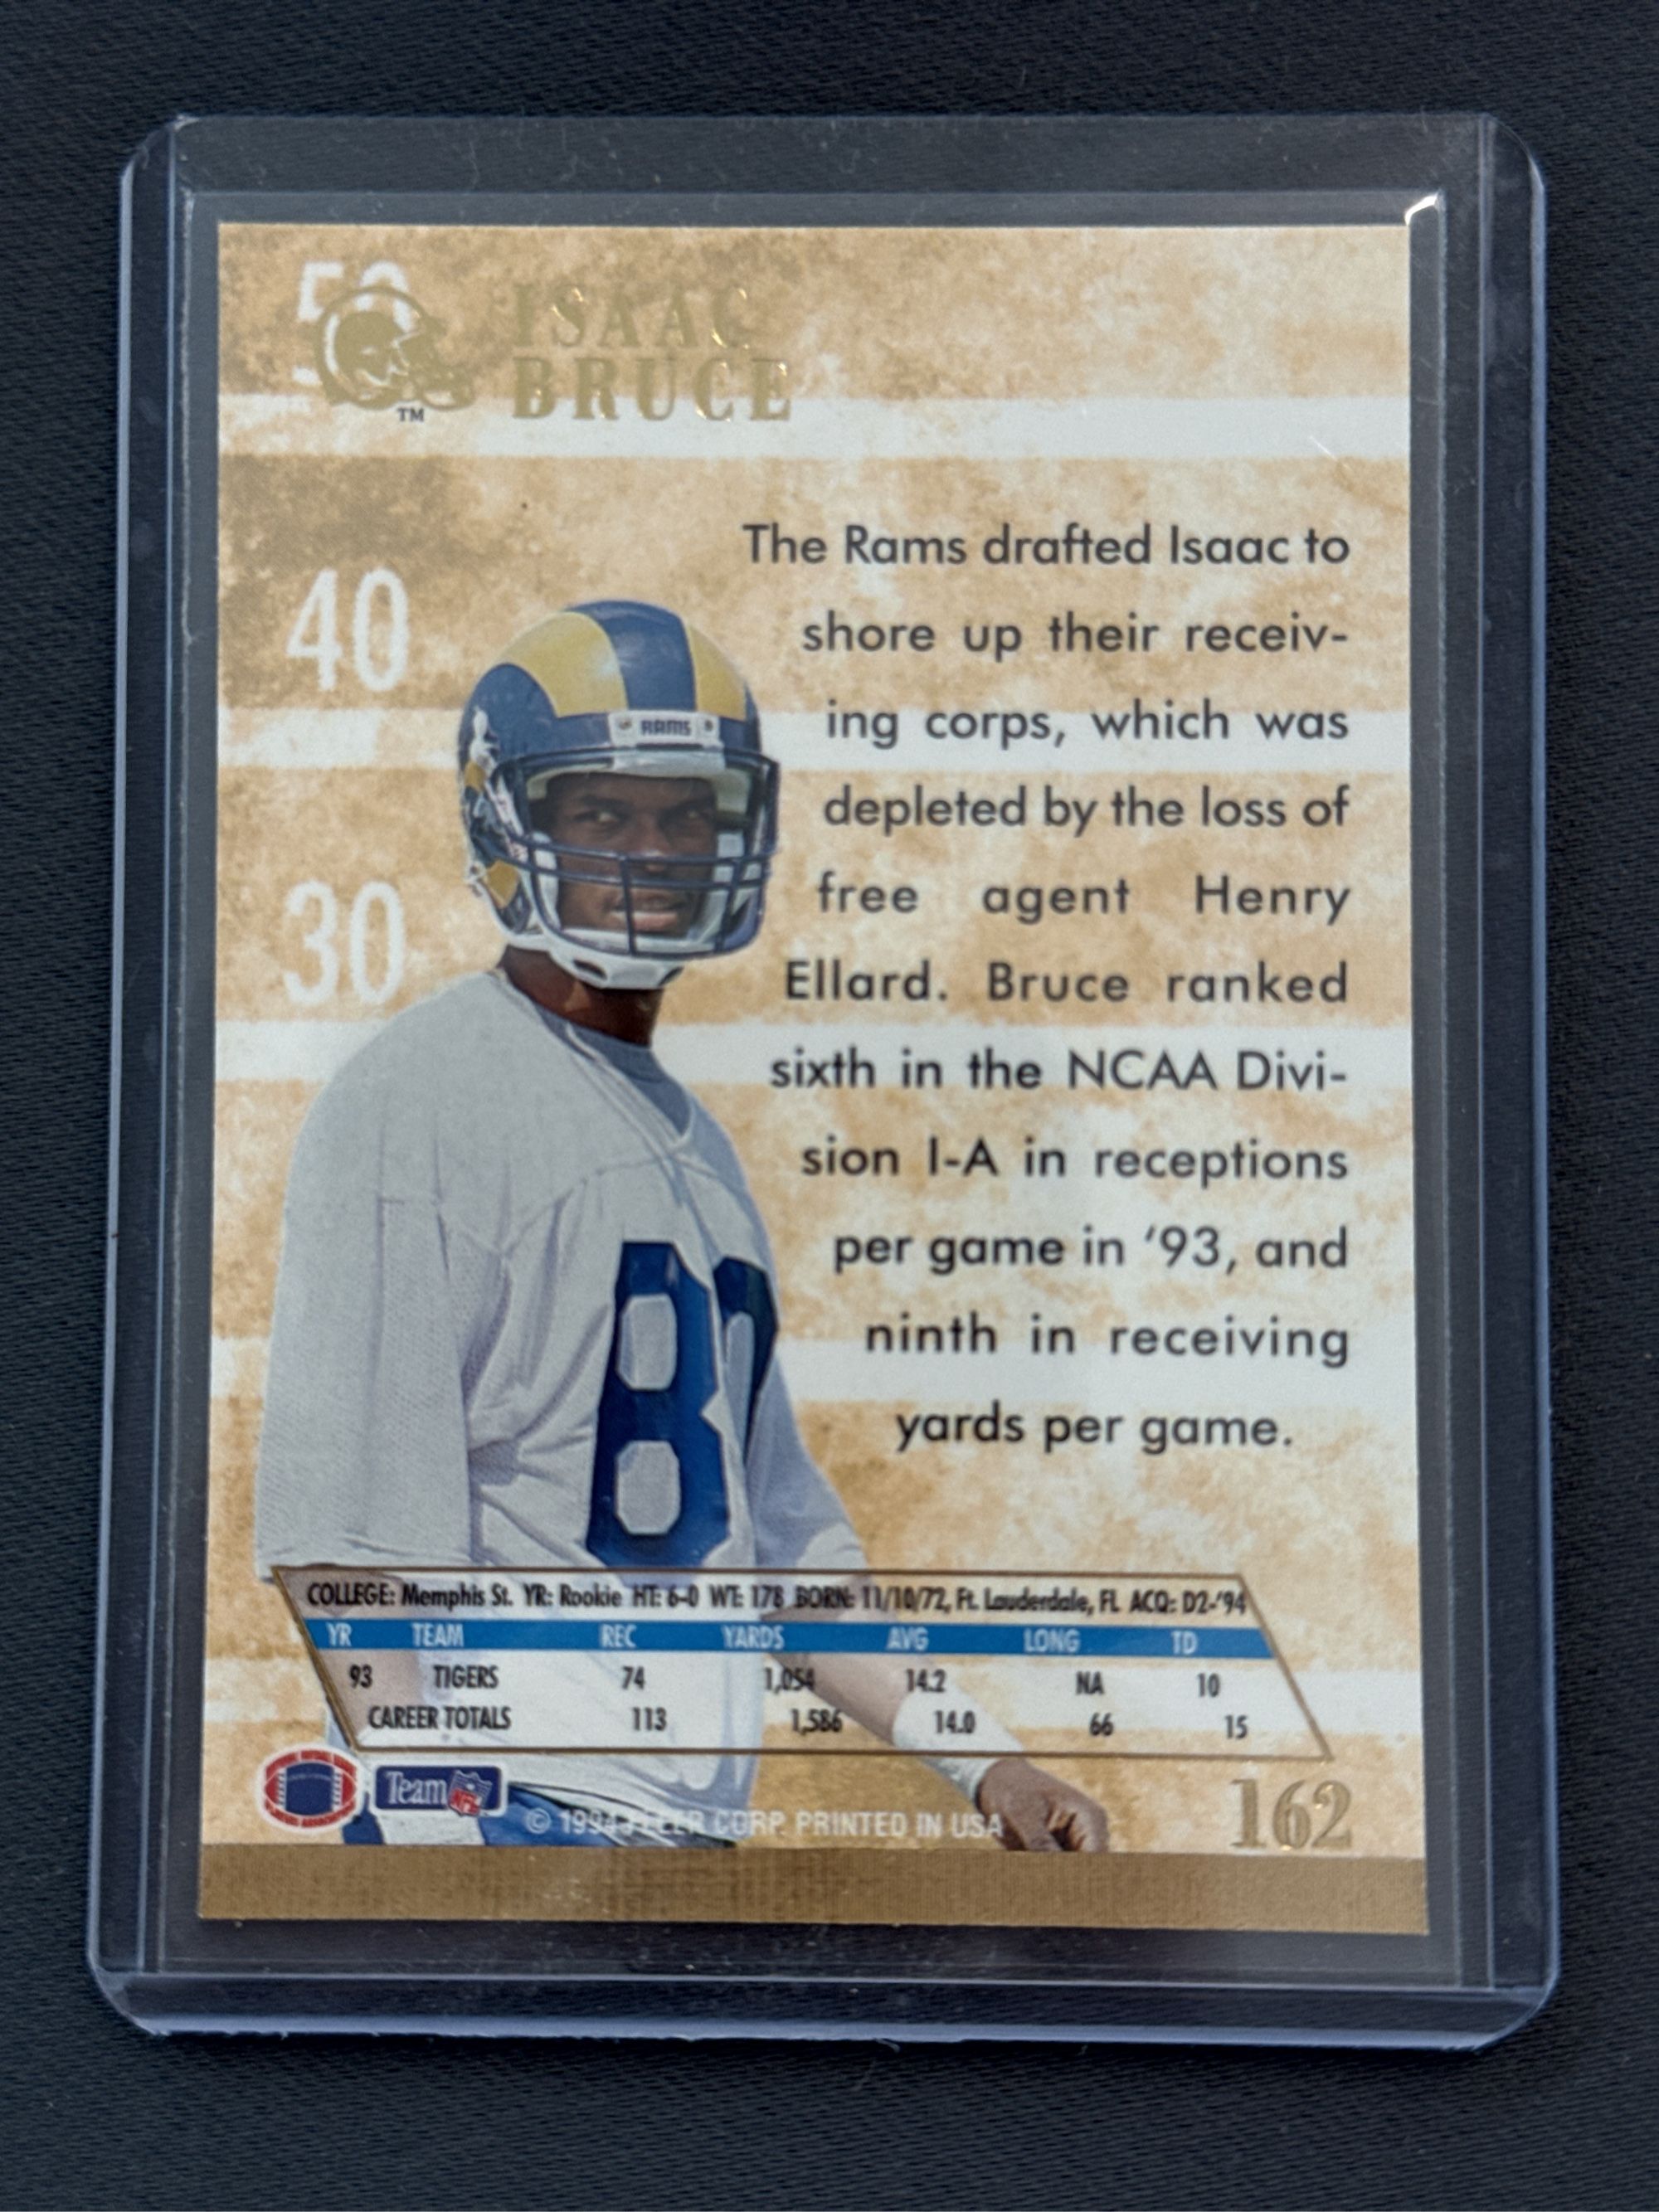 50
ISAAC
BRUCE
TM
The Rams drafted Isaac to
shore up their receiv-
40
ing corps, which was
RAMS
depleted by the loss of
free agent Henry
30
Ellard. Bruce ranked
sixth in the NCAA Divi-
sion I-A in receptions
per game in '93, and
ninth in receiving
yards per game.
80
COLLEGE: Memphis St. YR: Rookie HT: 6-0 WT: 178 BORN: 11/10/72, Ft. Lauderdale, FL ACQ: D2-'94
YR TEAM REC YARDS AVG LONG TD
93 TIGERS 74 1,054 14.2 NA 10
CAREER TOTALS 113 1,586 14.0 66 15
Team NFL
© 1994 FLEER CORP. PRINTED IN USA
162